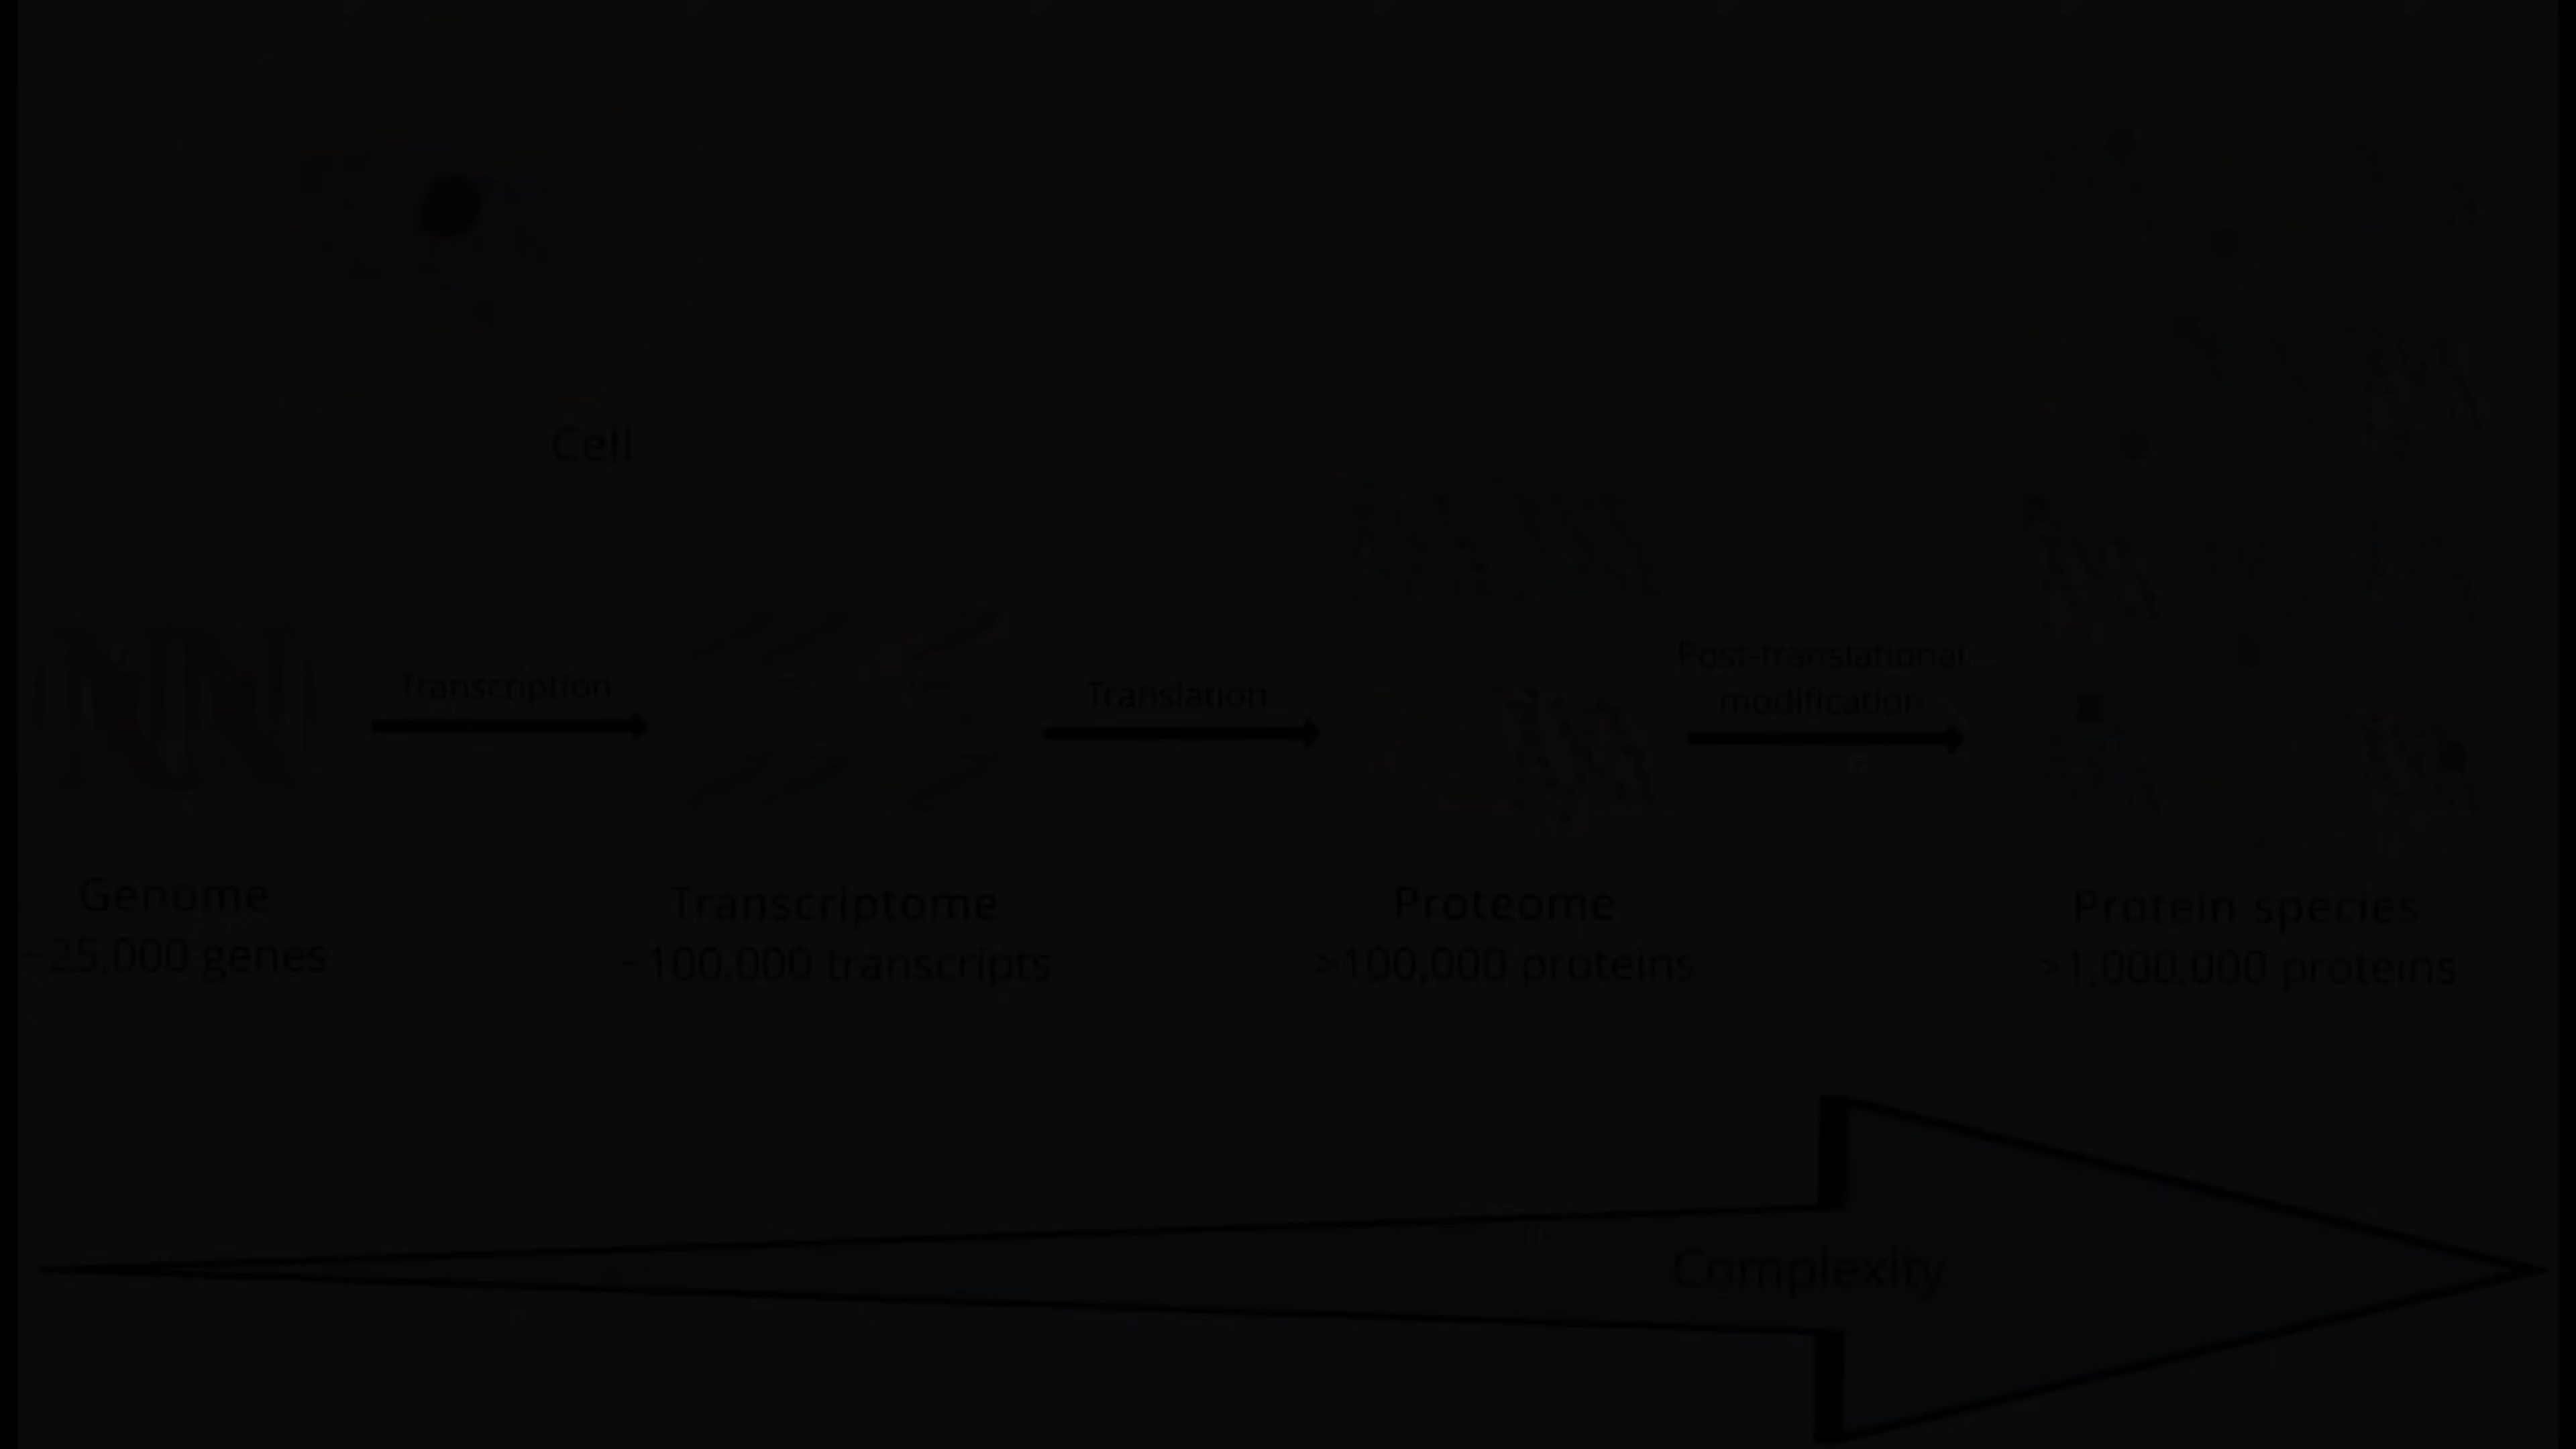 Cell
Transcription
Translation
Post-translational
modification
Genome
~25,000 genes
Transcriptome
~100,000 transcripts
Proteome
>100,000 proteins
Protein species
>1,000,000 proteins
Complexity